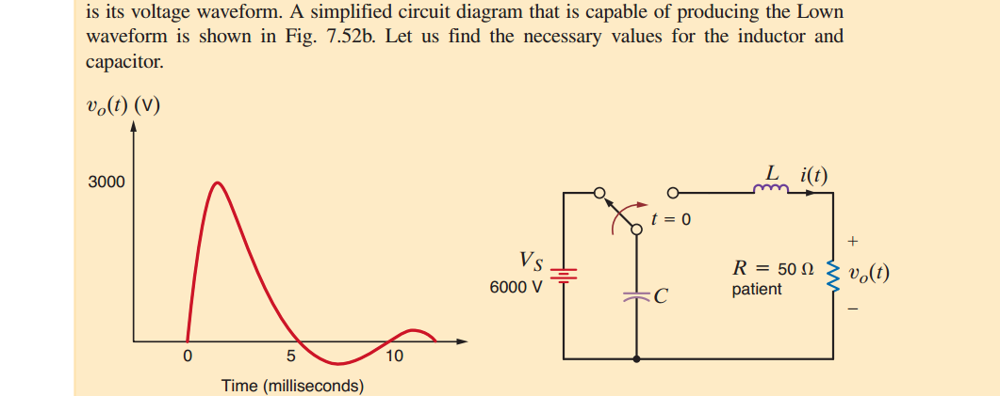 is its voltage waveform. A simplified circuit diagram that is capable of producing the Lown
waveform is shown in Fig. 7.52b. Let us find the necessary values for the inductor and
capacitor.
vo(t) (V)
3000
0
5
10
Time (milliseconds)
L
i(t)
t = 0
+
VS
6000 V
C
R = 50 Ω
patient
vo(t)
−